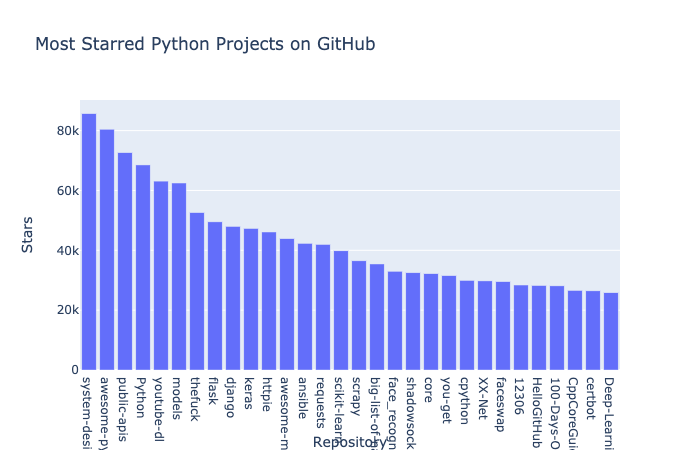 Most Starred Python Projects on GitHub
Stars
80k
60k
40k
20k
0
system-desi
awesome-py
public-apis
Python
youtube-dl
models
thefuck
flask
django
keras
httpie
awesome-m
ansible
requests
scikit-learn
scrapy
big-list-of-
face_recogn
shadowsock
core
you-get
cpython
XX-Net
faceswap
12306
HelloGitHub
100-Days-O
CppCoreGui
certbot
Deep-Learni
Repository